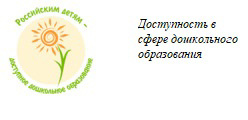 Российским детям –
доступное дошкольное образование
Доступность в
сфере дошкольного
образования